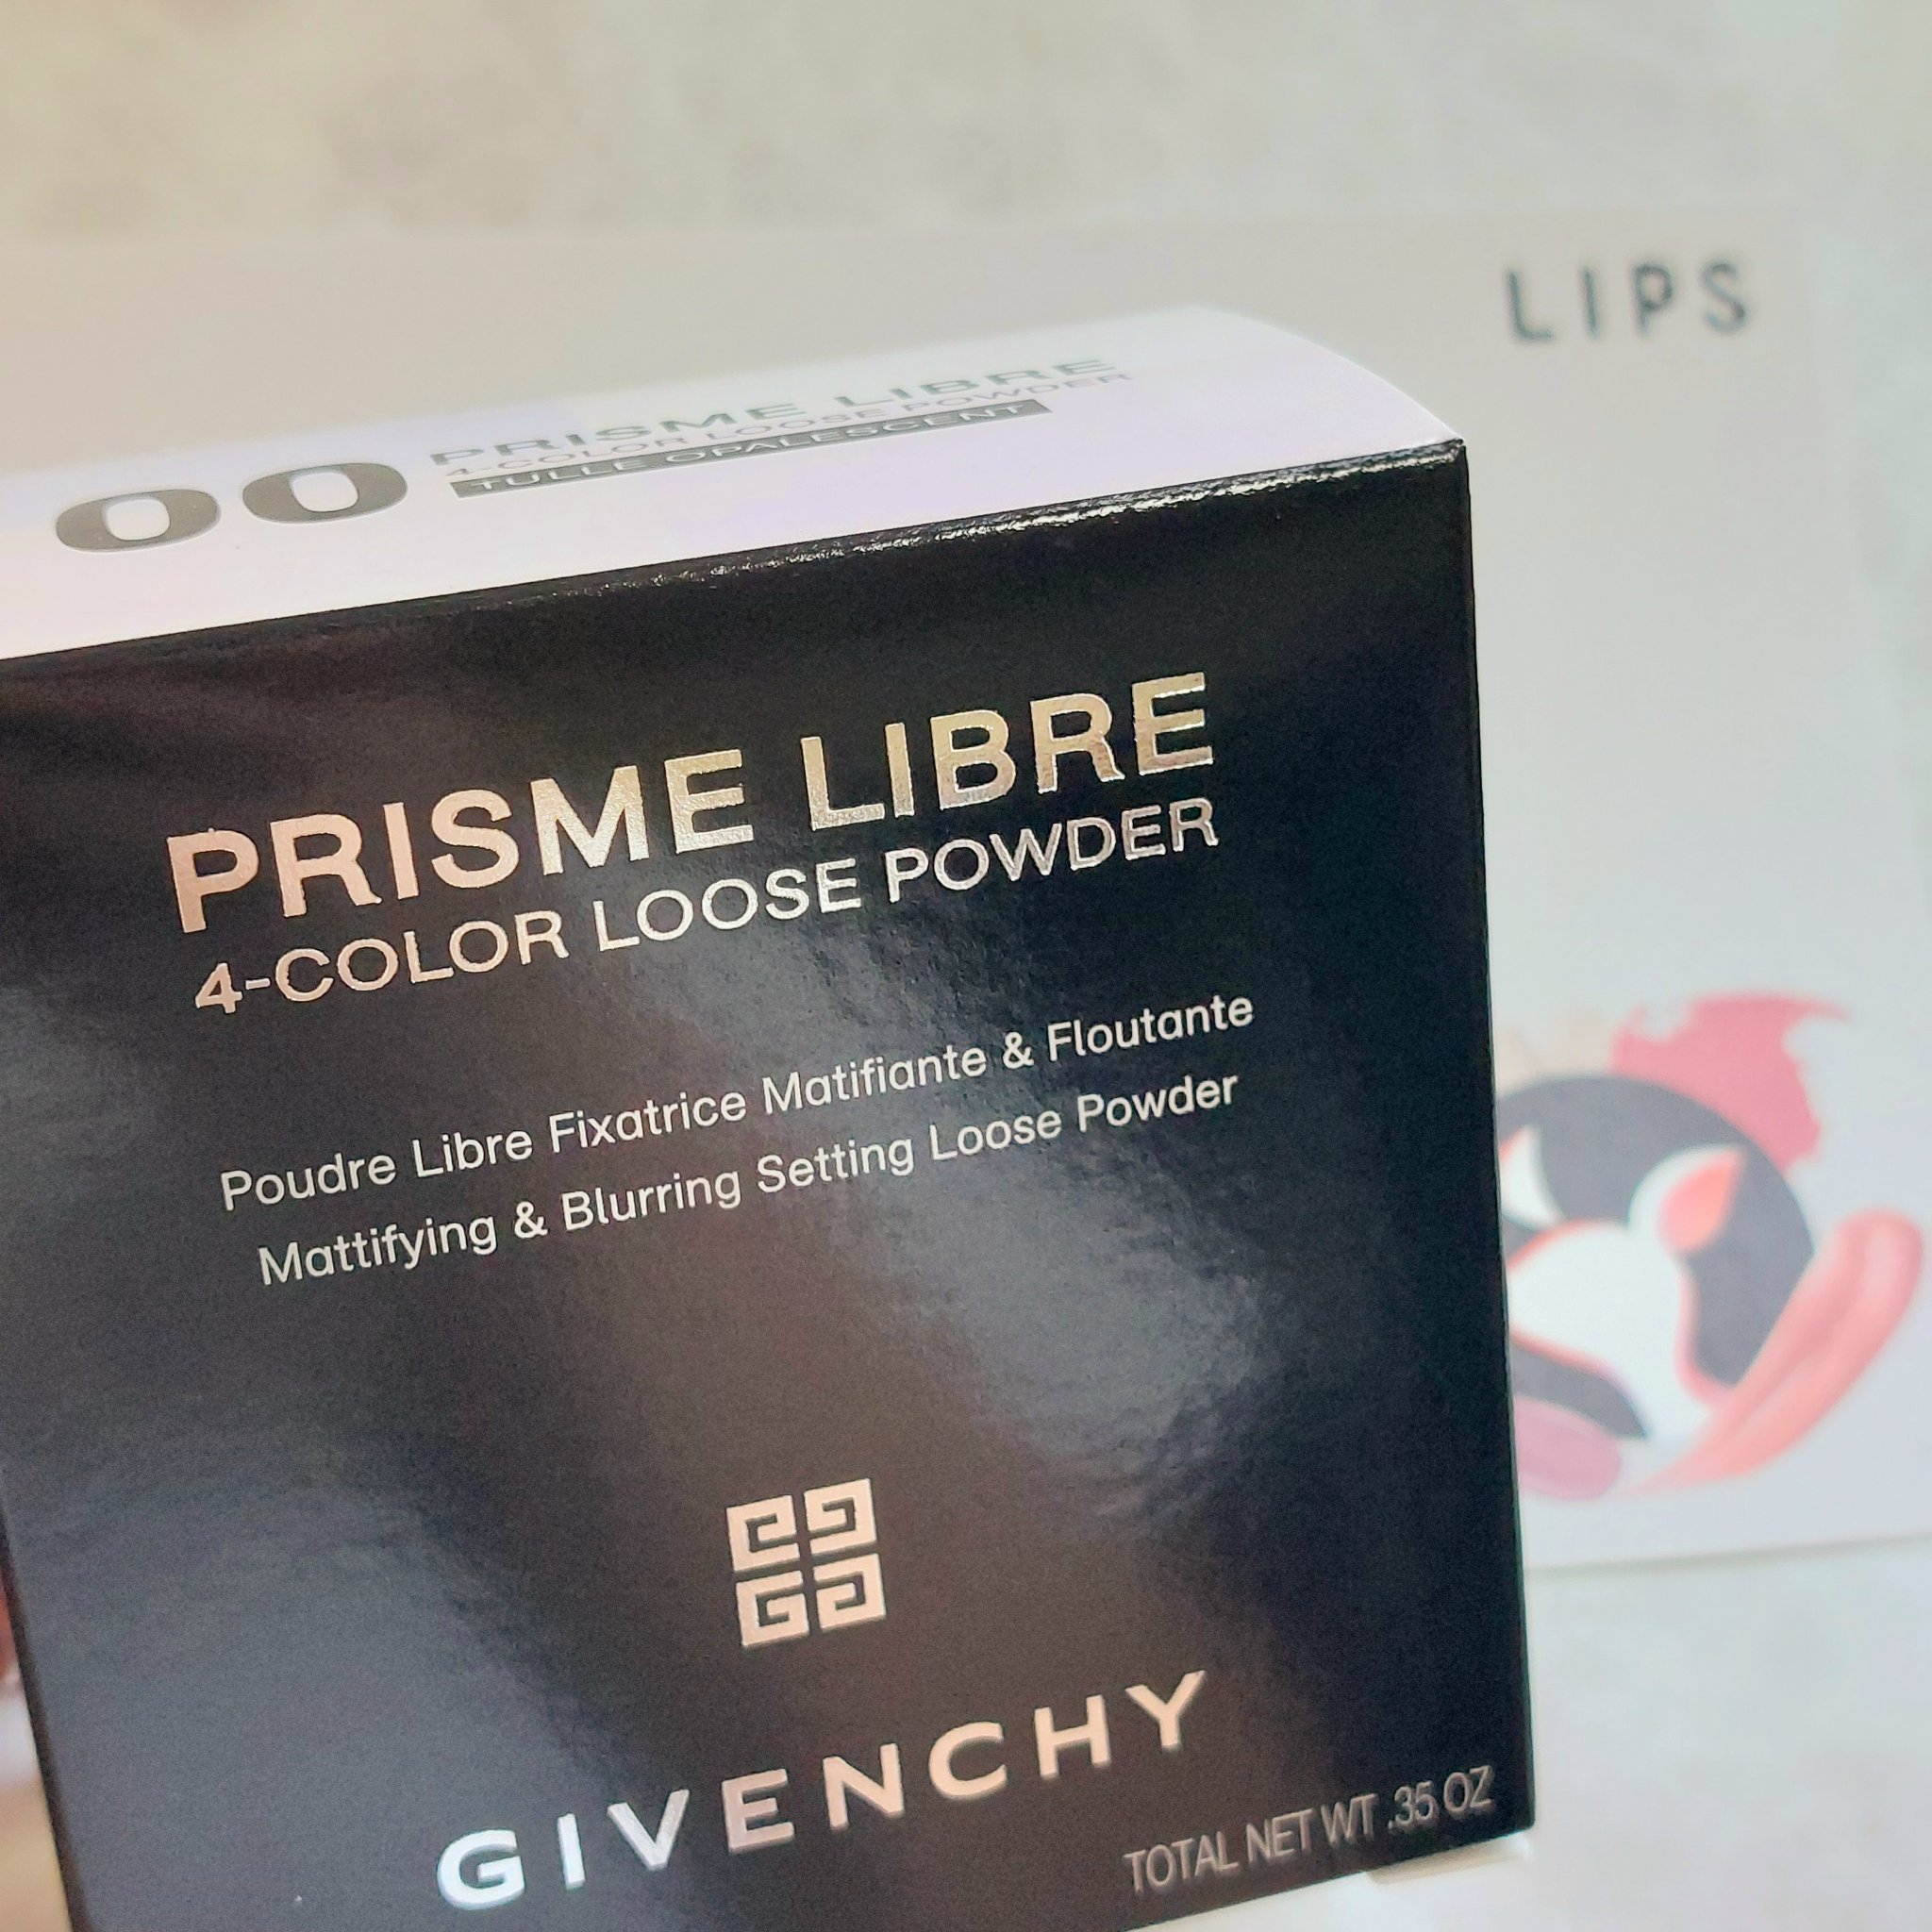 LIPS
00
PRISME LIBRE
4-COLOR LOOSE POWDER
TULLE OPALESCENT
PRISME LIBRE
4-COLOR LOOSE POWDER
Poudre Libre Fixatrice Matifiante & Floutante
Mattifying & Blurring Setting Loose Powder
GIVENCHY
TOTAL NET WT .35 OZ